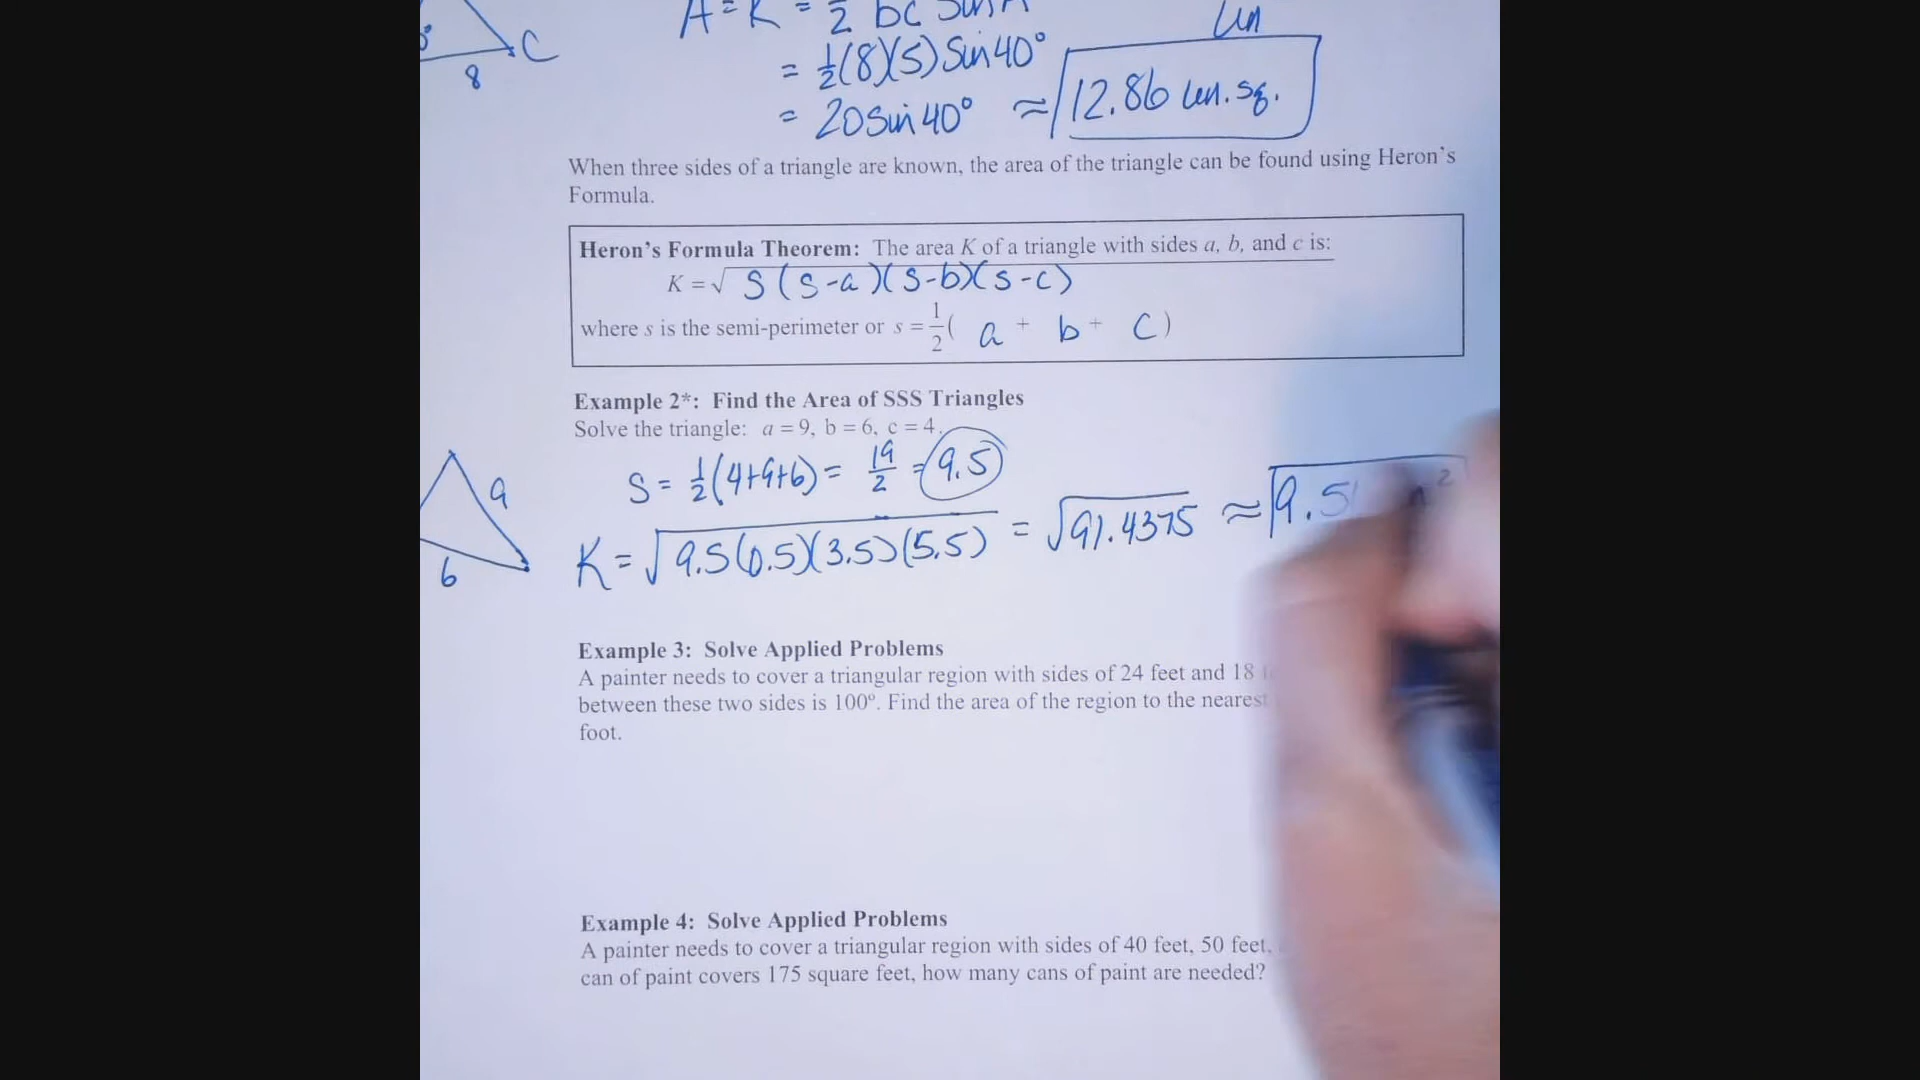 A = K = 1/2 bc sin A
un
C
8
= 1/2(8)(5) Sin 40°
= 20 Sin 40° ≈ 12.86 un. sq.
When three sides of a triangle are known, the area of the triangle can be found using Heron's
Formula.
Heron's Formula Theorem: The area K of a triangle with sides a, b, and c is:
K = √ S(s-a)(s-b)(s-c)
where s is the semi-perimeter or s = 1/2( a + b + c )
Example 2*: Find the Area of SSS Triangles
Solve the triangle: a = 9, b = 6, c = 4.
S = 1/2(4+9+6) = 19/2 = 9.5
9
6
K = √9.5(0.5)(3.5)(5.5) = √91.4375 ≈ 9.5
Example 3: Solve Applied Problems
A painter needs to cover a triangular region with sides of 24 feet and 18
between these two sides is 100°. Find the area of the region to the nearest
foot.
Example 4: Solve Applied Problems
A painter needs to cover a triangular region with sides of 40 feet, 50 feet,
can of paint covers 175 square feet, how many cans of paint are needed?